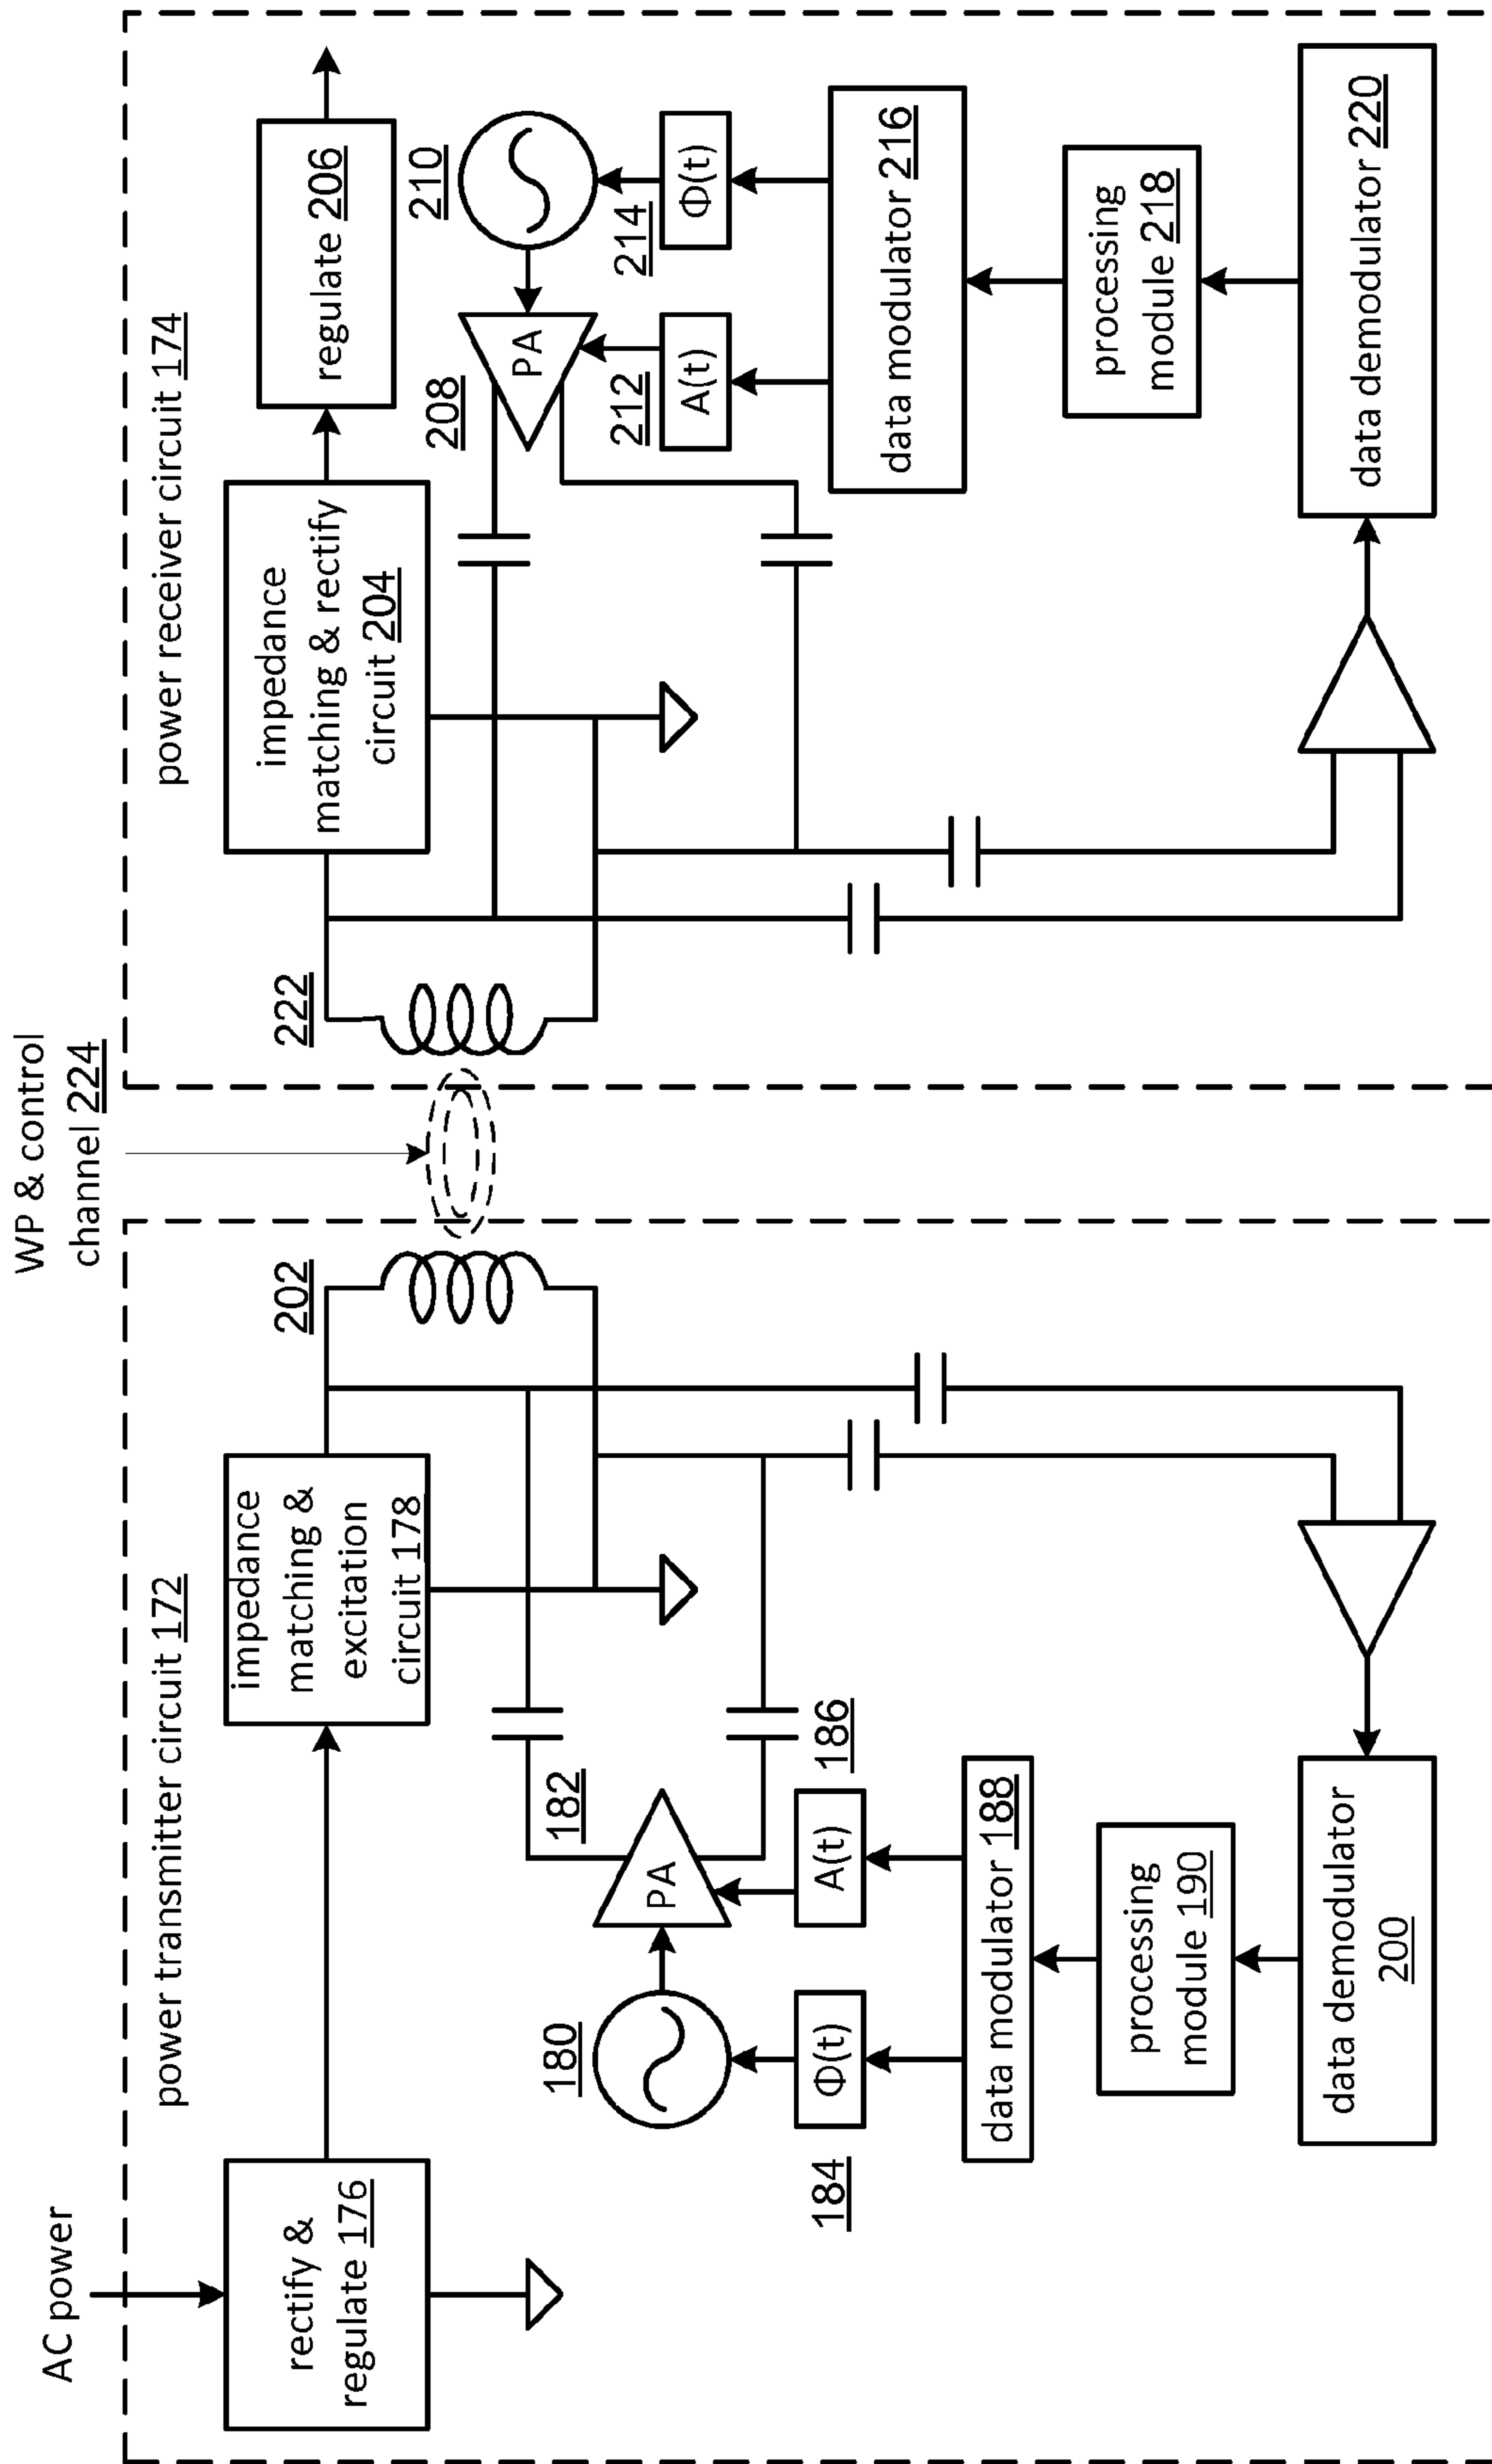 AC power
WP & control
channel 224
power transmitter circuit 172
power receiver circuit 174
rectify &
regulate 176
impedance
matching &
excitation
circuit 178
202
222
impedance
matching & rectify
circuit 204
regulate 206
180
182
PA
184
Φ(t)
A(t)
186
data modulator 188
processing
module 190
data demodulator
200
208
PA
210
212
A(t)
214
Φ(t)
data modulator 216
processing
module 218
data demodulator 220